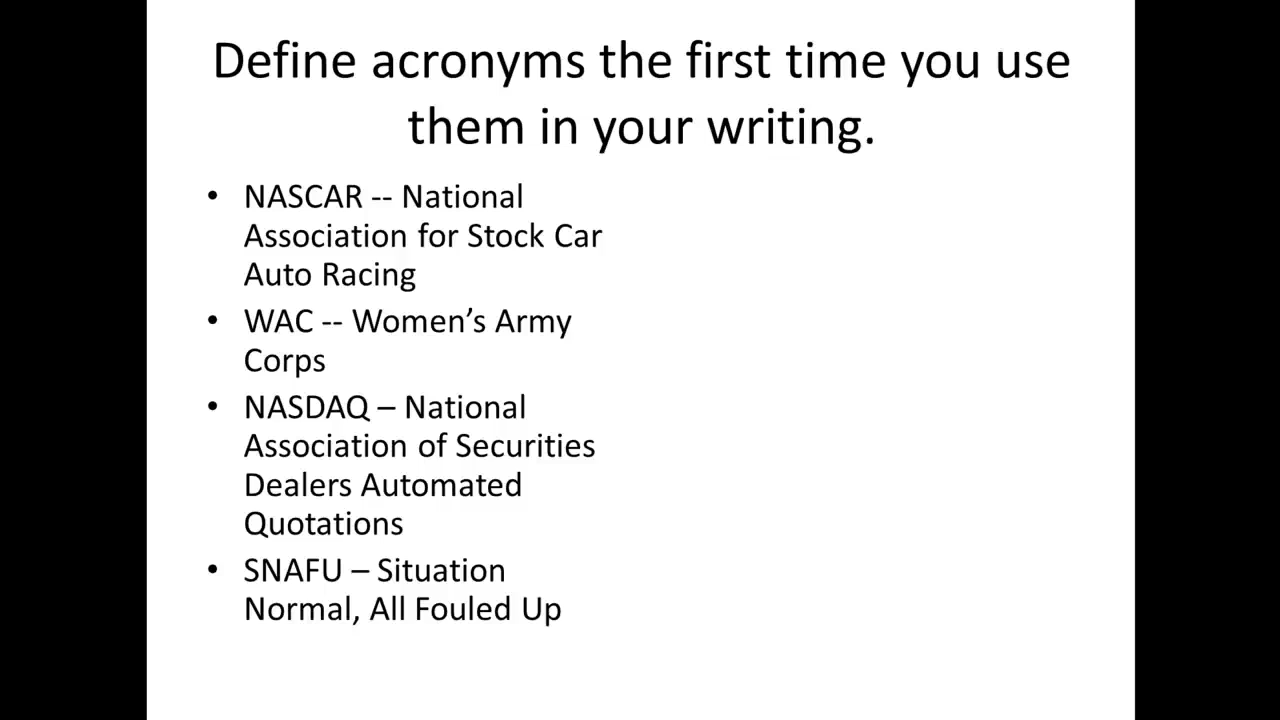 Define acronyms the first time you use
them in your writing.
• NASCAR -- National
Association for Stock Car
Auto Racing
• WAC -- Women’s Army
Corps
• NASDAQ – National
Association of Securities
Dealers Automated
Quotations
• SNAFU – Situation
Normal, All Fouled Up